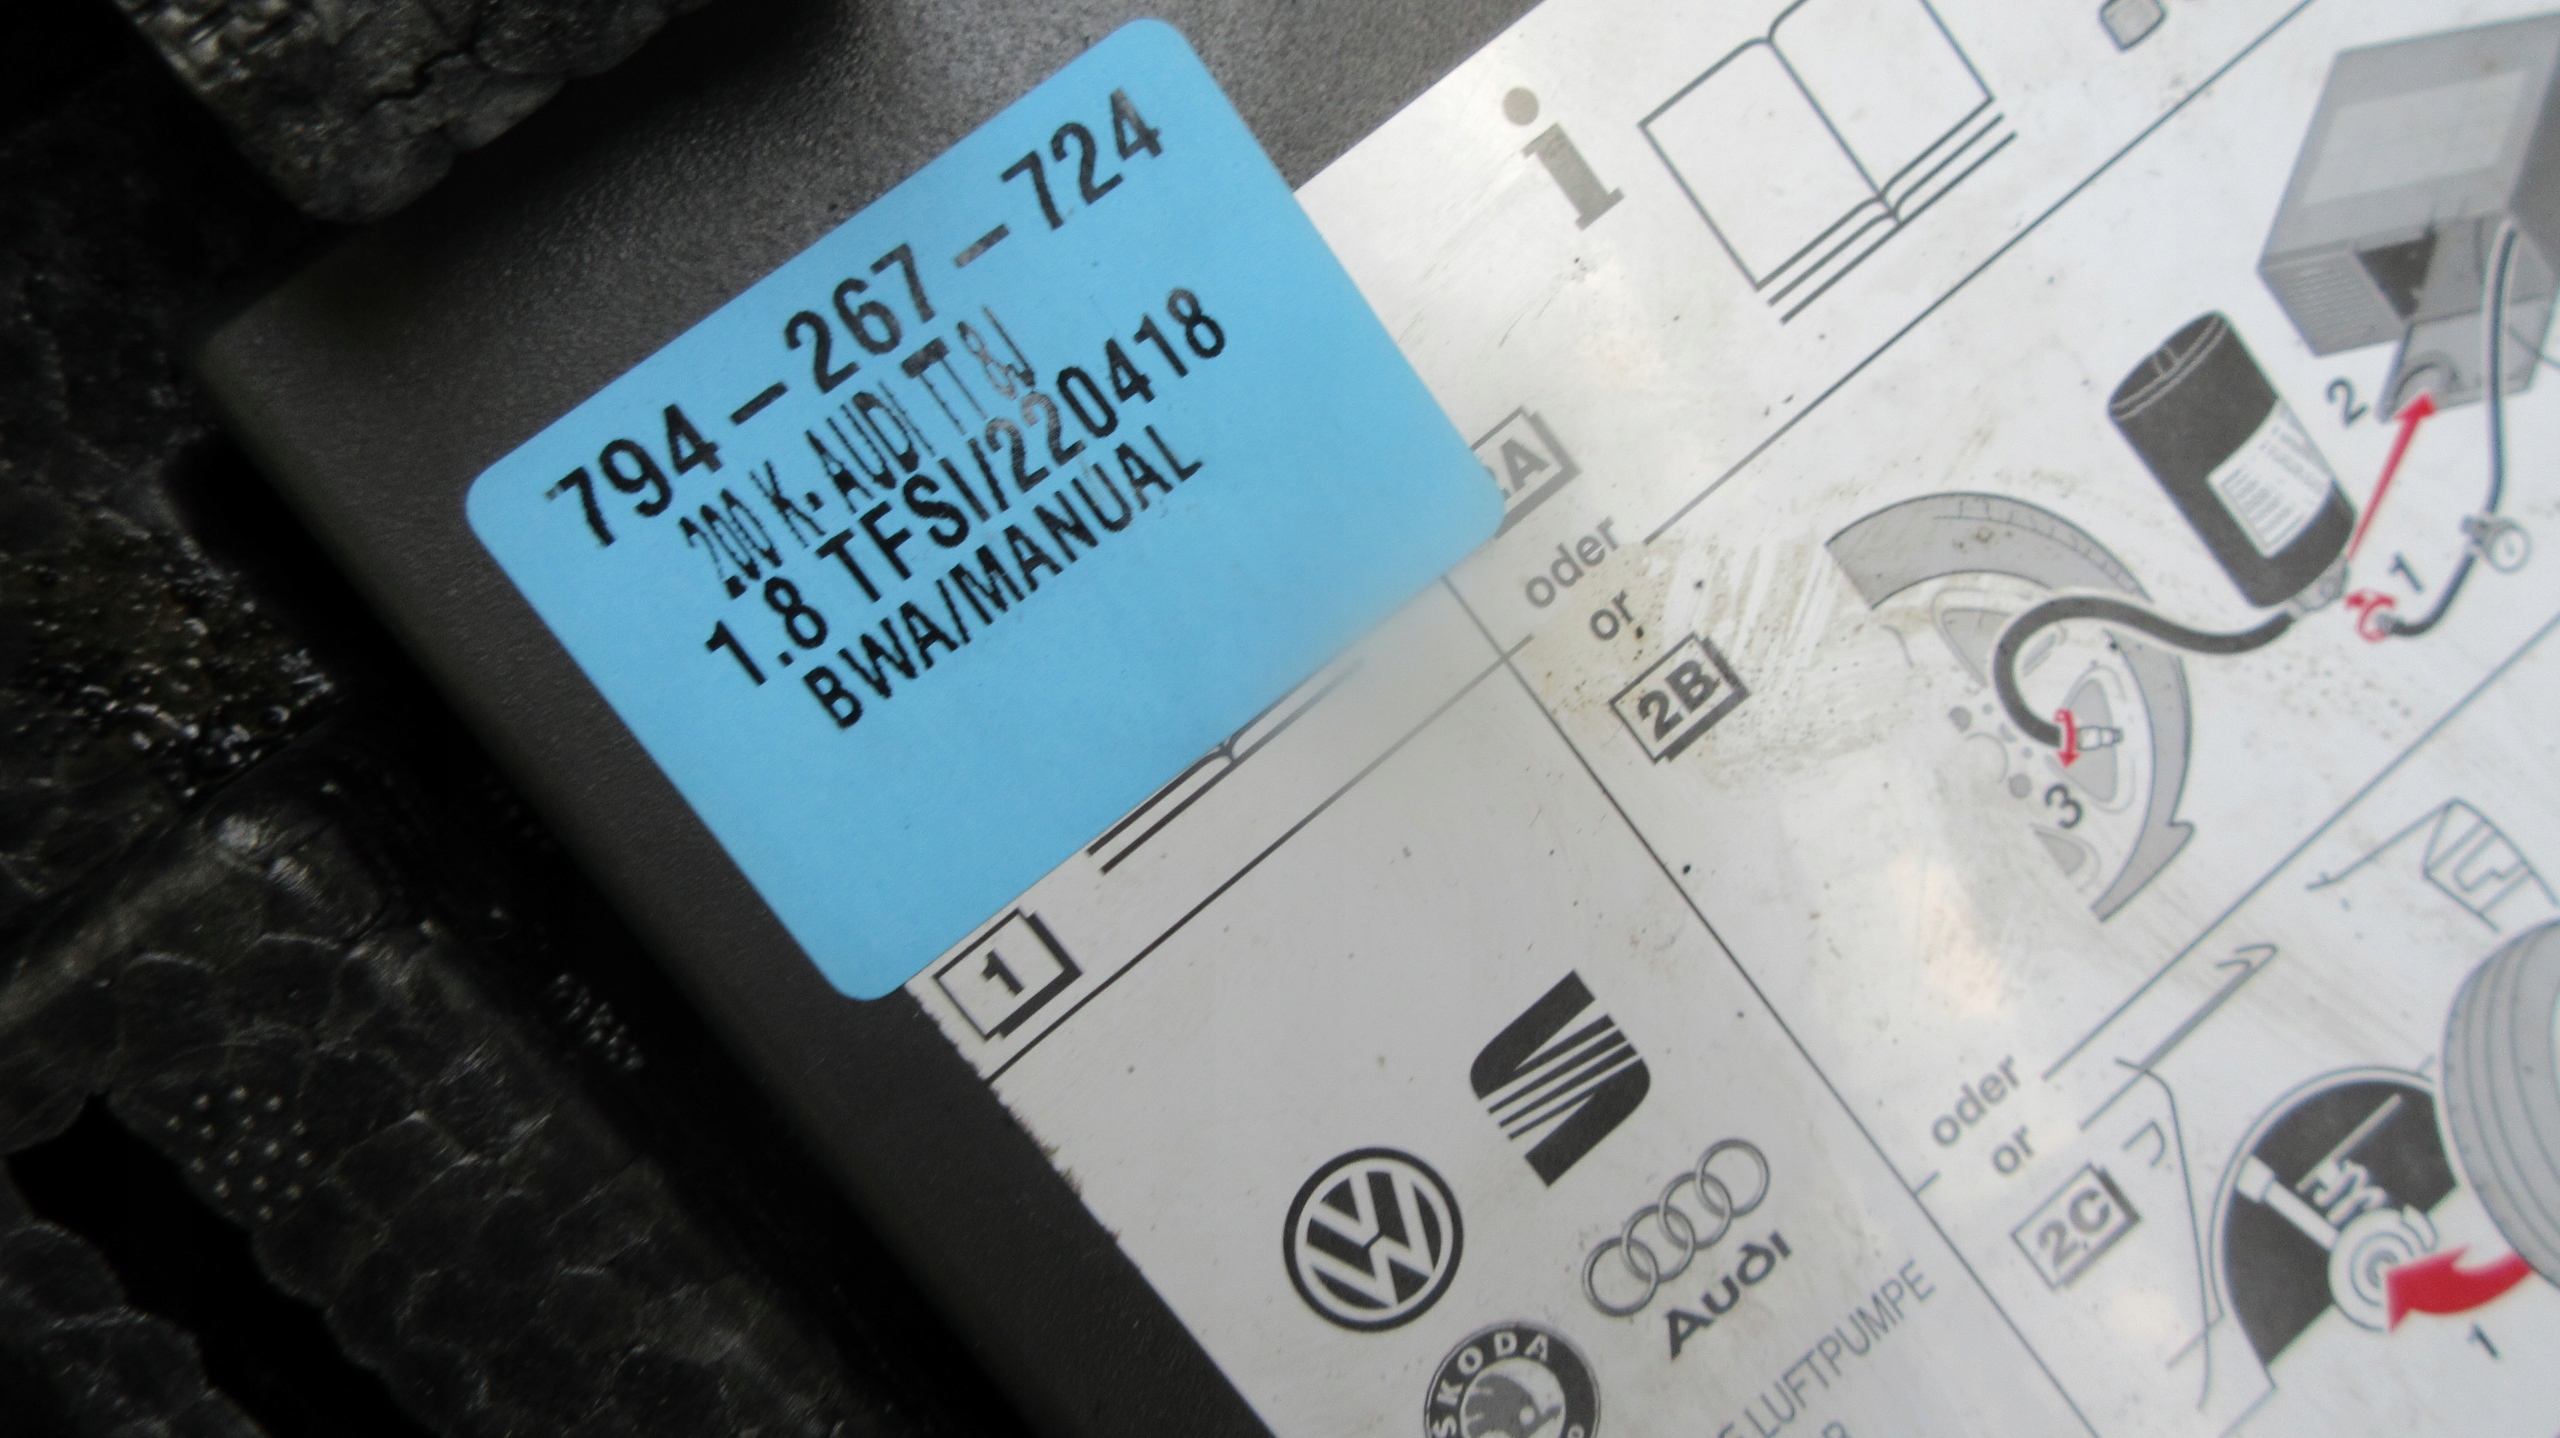 794-267-724
200 K. AUDI TT 8J
1.8 TFSI/220418
BWA/MANUAL
i
2A
oder
or
2B
1
2
1
3
oder
or
2C
1
Audi
ŠKODA
LUFTPUMPE